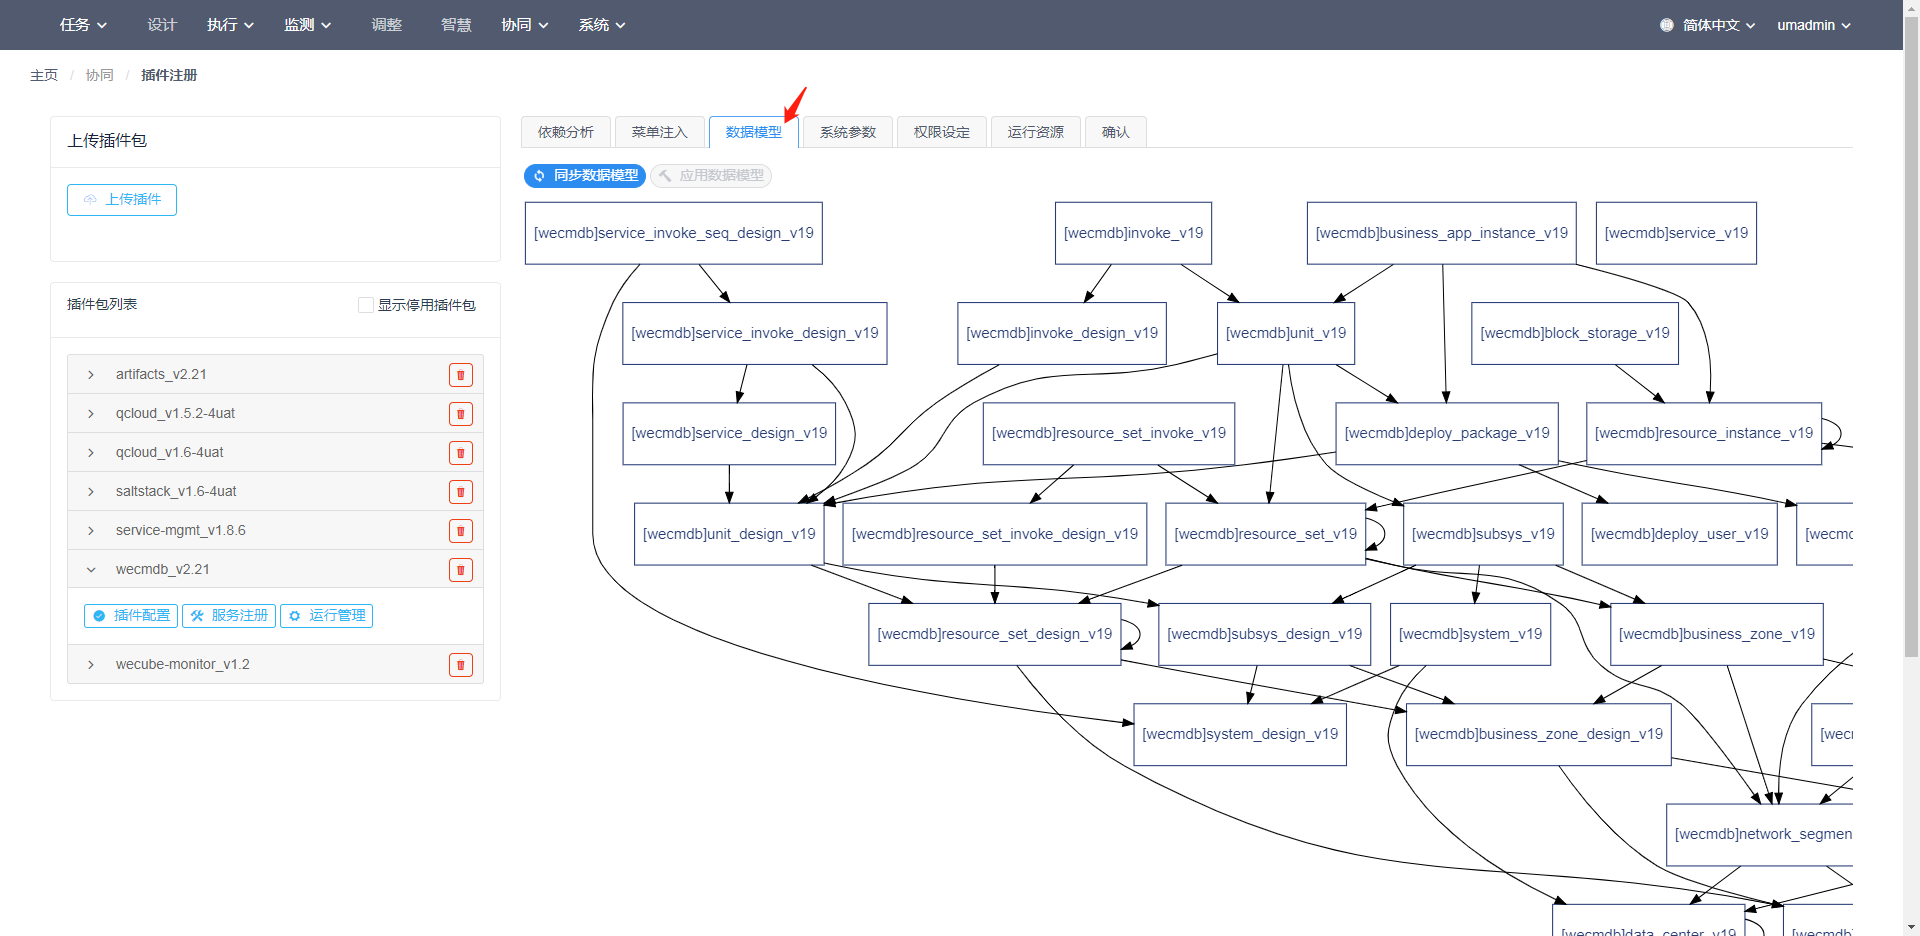 任务 设计 执行 监测 调整 智慧 协同 系统 简体中文 umadmin
主页 / 协同 / 插件注册
上传插件包
上传插件
插件包列表 显示停用插件包
artifacts_v2.21
qcloud_v1.5.2-4uat
qcloud_v1.6-4uat
saltstack_v1.6-4uat
service-mgmt_v1.8.6
wecmdb_v2.21
插件配置 服务注册 运行管理
wecube-monitor_v1.2
依赖分析 菜单注入 数据模型 系统参数 权限设定 运行资源 确认
同步数据模型 应用数据模型
[wecmdb]service_invoke_seq_design_v19 [wecmdb]invoke_v19 [wecmdb]business_app_instance_v19 [wecmdb]service_v19
[wecmdb]service_invoke_design_v19 [wecmdb]invoke_design_v19 [wecmdb]unit_v19 [wecmdb]block_storage_v19
[wecmdb]service_design_v19 [wecmdb]resource_set_invoke_v19 [wecmdb]deploy_package_v19 [wecmdb]resource_instance_v19
[wecmdb]unit_design_v19 [wecmdb]resource_set_invoke_design_v19 [wecmdb]resource_set_v19 [wecmdb]subsys_v19 [wecmdb]deploy_user_v19 [wecmc
[wecmdb]resource_set_design_v19 [wecmdb]subsys_design_v19 [wecmdb]system_v19 [wecmdb]business_zone_v19
[wecmdb]system_design_v19 [wecmdb]business_zone_design_v19 [wecr
[wecmdb]network_segmen
[wecmdb]data_center_v19 [wecmdb]